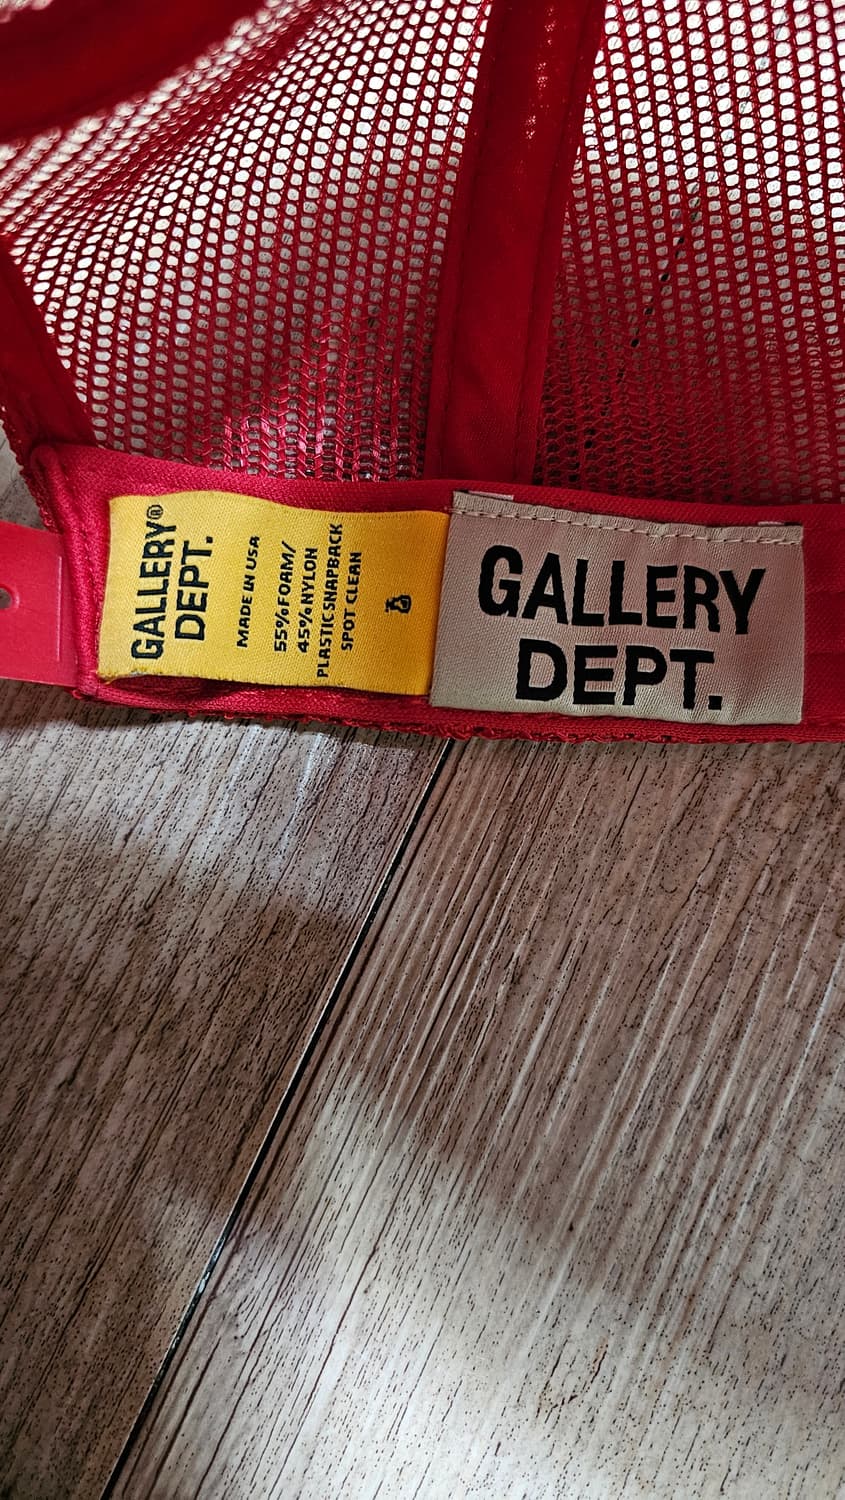 GALLERY®
DEPT.
MADE IN USA
55% FOAM/
45% NYLON
PLASTIC SNAPBACK
SPOT CLEAN
GALLERY
DEPT.